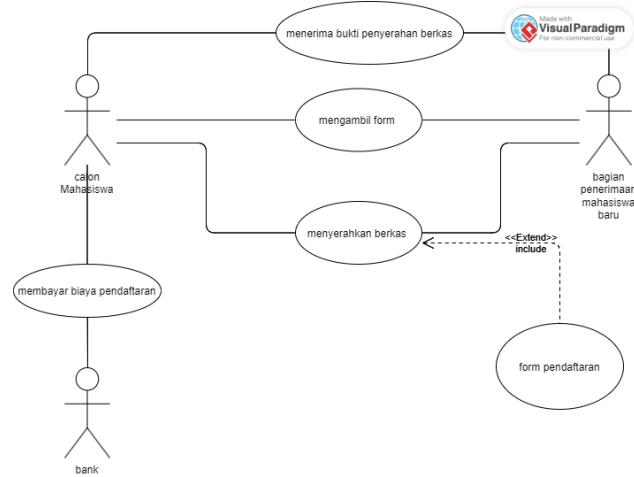 menerima bukti penyerahan berkas
Made with
Visual Paradigm
For non-commercial use
mengambil form
calon
Mahasiswa
bagian
penerimaan
mahasiswa
baru
menyerahkan berkas
<<Extend>>
include
membayar biaya pendaftaran
form pendaftaran
bank